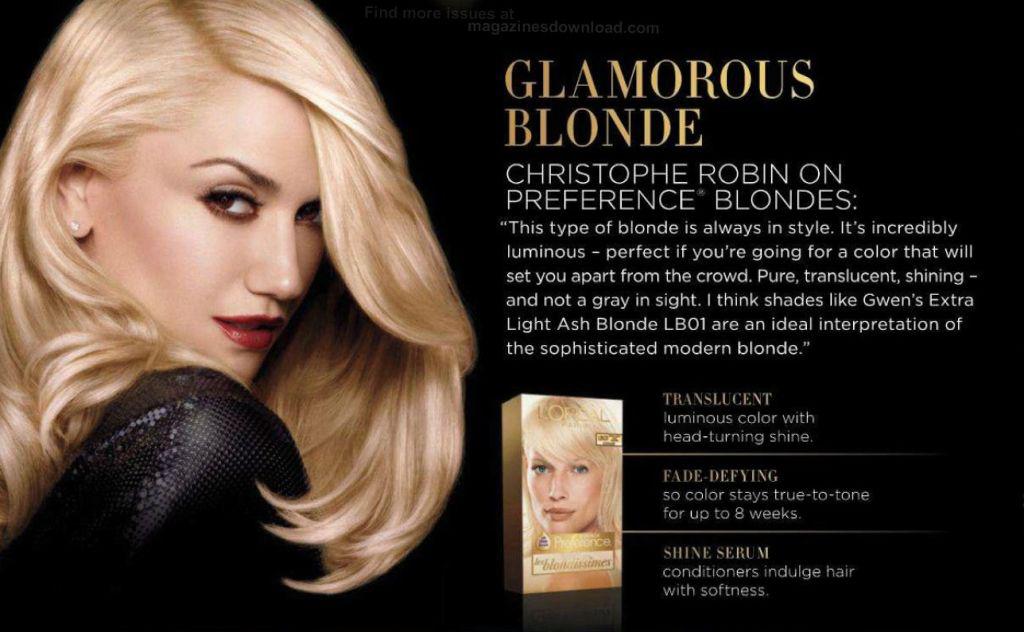 Find more issues at
magazinesdownload.com
GLAMOROUS
BLONDE
CHRISTOPHE ROBIN ON
PREFERENCE® BLONDES:
“This type of blonde is always in style. It’s incredibly
luminous – perfect if you’re going for a color that will
set you apart from the crowd. Pure, translucent, shining –
and not a gray in sight. I think shades like Gwen’s Extra
Light Ash Blonde LB01 are an ideal interpretation of
the sophisticated modern blonde.”
TRANSLUCENT
luminous color with
head-turning shine.
FADE-DEFYING
so color stays true-to-tone
for up to 8 weeks.
SHINE SERUM
conditioners indulge hair
with softness.
L'ORÉAL
PARIS
Préférence
les blondissimes